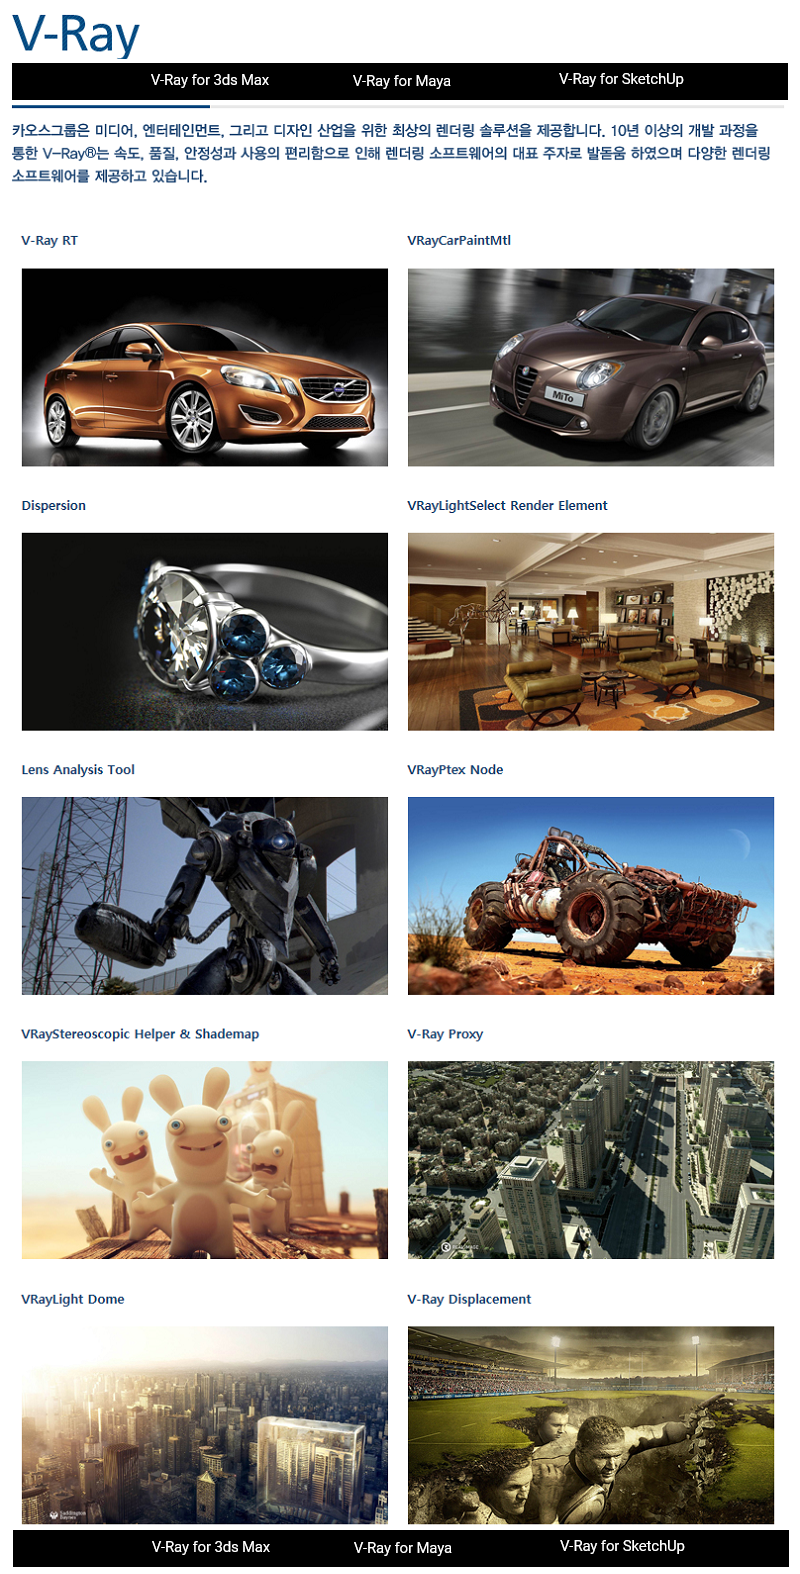 V-Ray
V-Ray for 3ds Max V-Ray for Maya V-Ray for SketchUp
카오스그룹은 미디어, 엔터테인먼트, 그리고 디자인 산업을 위한 최상의 렌더링 솔루션을 제공합니다. 10년 이상의 개발 과정을
통한 V-Ray®는 속도, 품질, 안정성과 사용의 편리함으로 인해 렌더링 소프트웨어의 대표 주자로 발돋움 하였으며 다양한 렌더링
소프트웨어를 제공하고 있습니다.
V-Ray RT
VRayCarPaintMtl
MiTo
Dispersion
VRayLightSelect Render Element
Lens Analysis Tool
VRayPtex Node
VRayStereoscopic Helper & Shademap
V-Ray Proxy
VRayLight Dome
V-Ray Displacement
V-Ray for 3ds Max V-Ray for Maya V-Ray for SketchUp